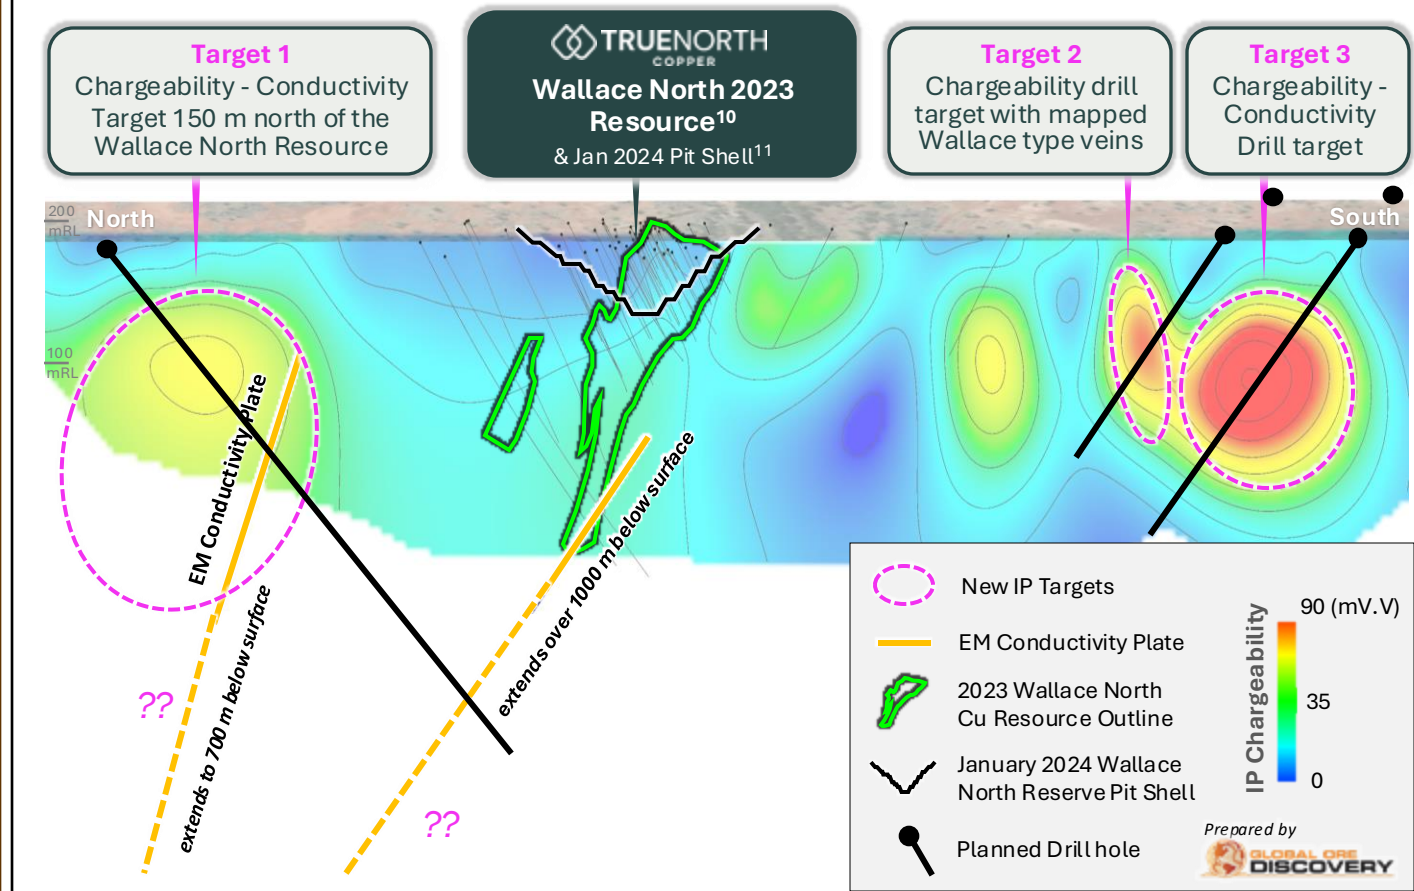 Target 1
Chargeability - Conductivity
Target 150 m north of the
Wallace North Resource
TRUENORTH
COPPER
Wallace North 2023
Resource¹⁰
& Jan 2024 Pit Shell¹¹
Target 2
Chargeability drill
target with mapped
Wallace type veins
Target 3
Chargeability -
Conductivity
Drill target
200
mRL
North
South
100
mRL
EM Conductivity Plate
extends to 700 m below surface
extends over 1000 m below surface
??
??
New IP Targets
EM Conductivity Plate
2023 Wallace North
Cu Resource Outline
January 2024 Wallace
North Reserve Pit Shell
Planned Drill hole
IP Chargeability
90 (mV.V)
35
0
Prepared by
GLOBAL ORE
DISCOVERY